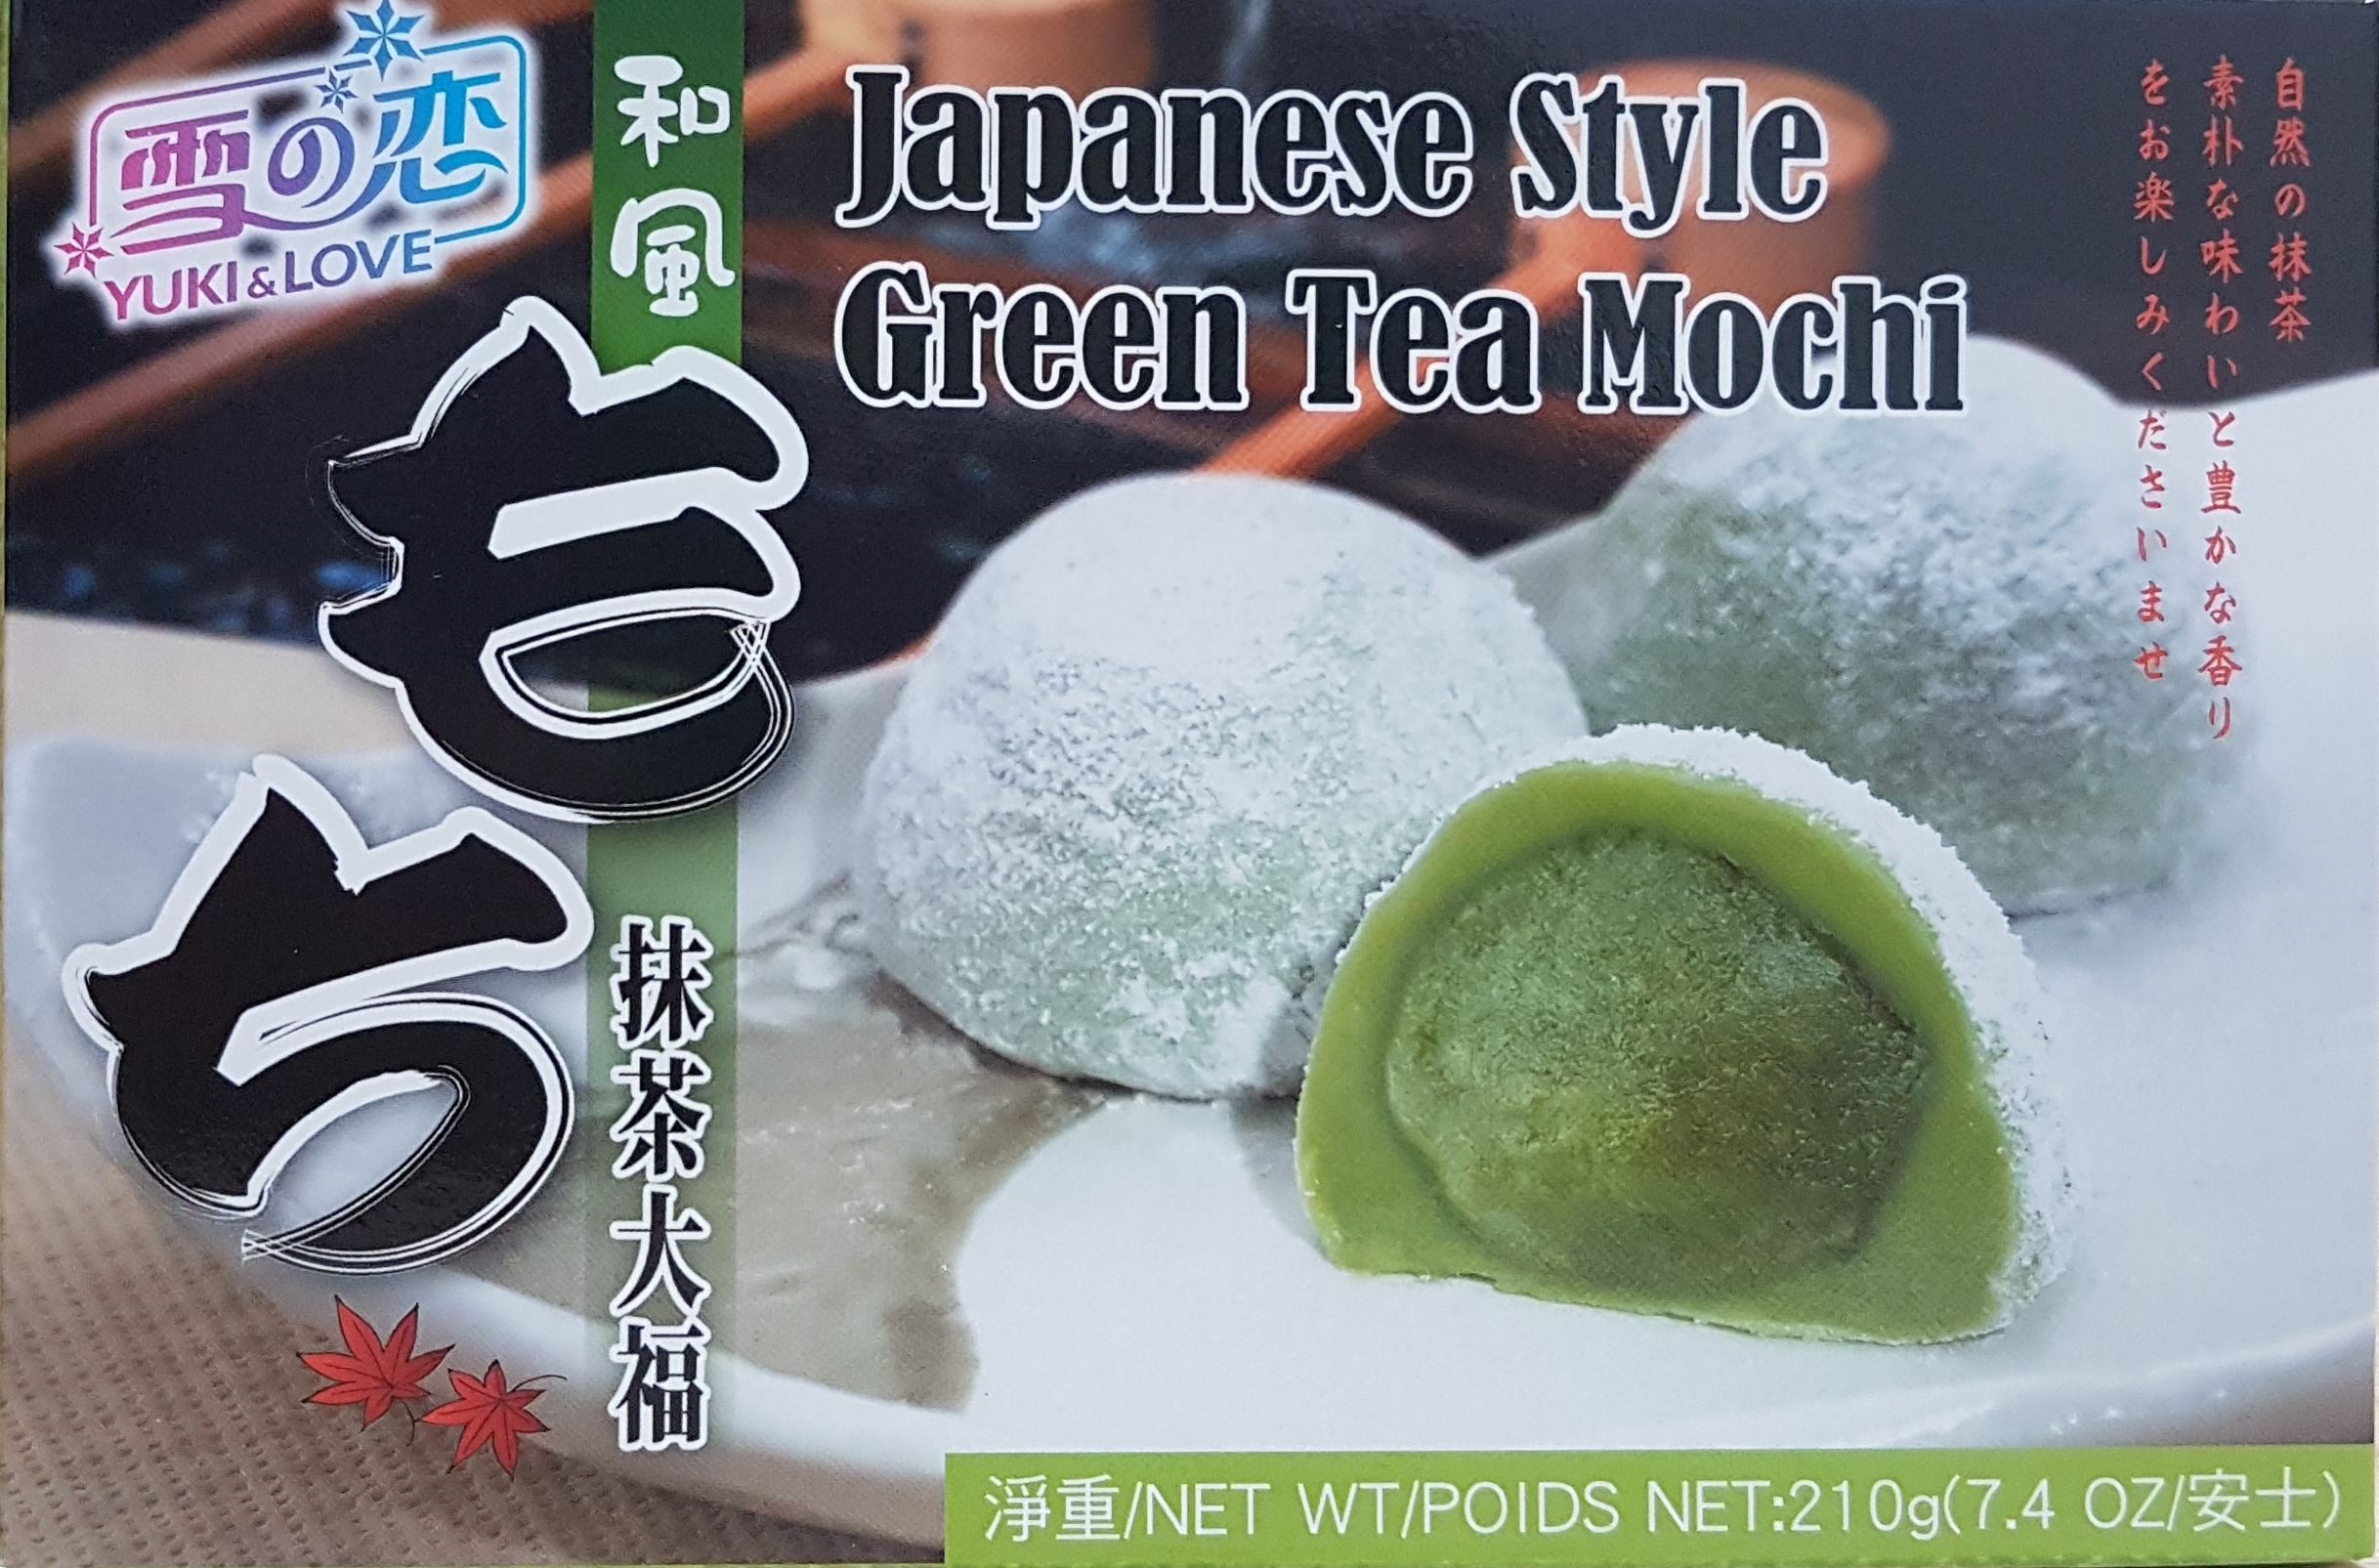 雪の恋
YUKI & LOVE
和風
もち
抹茶大福
Japanese Style
Green Tea Mochi
自然の抹茶
素朴な味わいと豊かな香り
をお楽しみくださいませ
淨重/NET WT/POIDS NET:210g(7.4 OZ/安士)